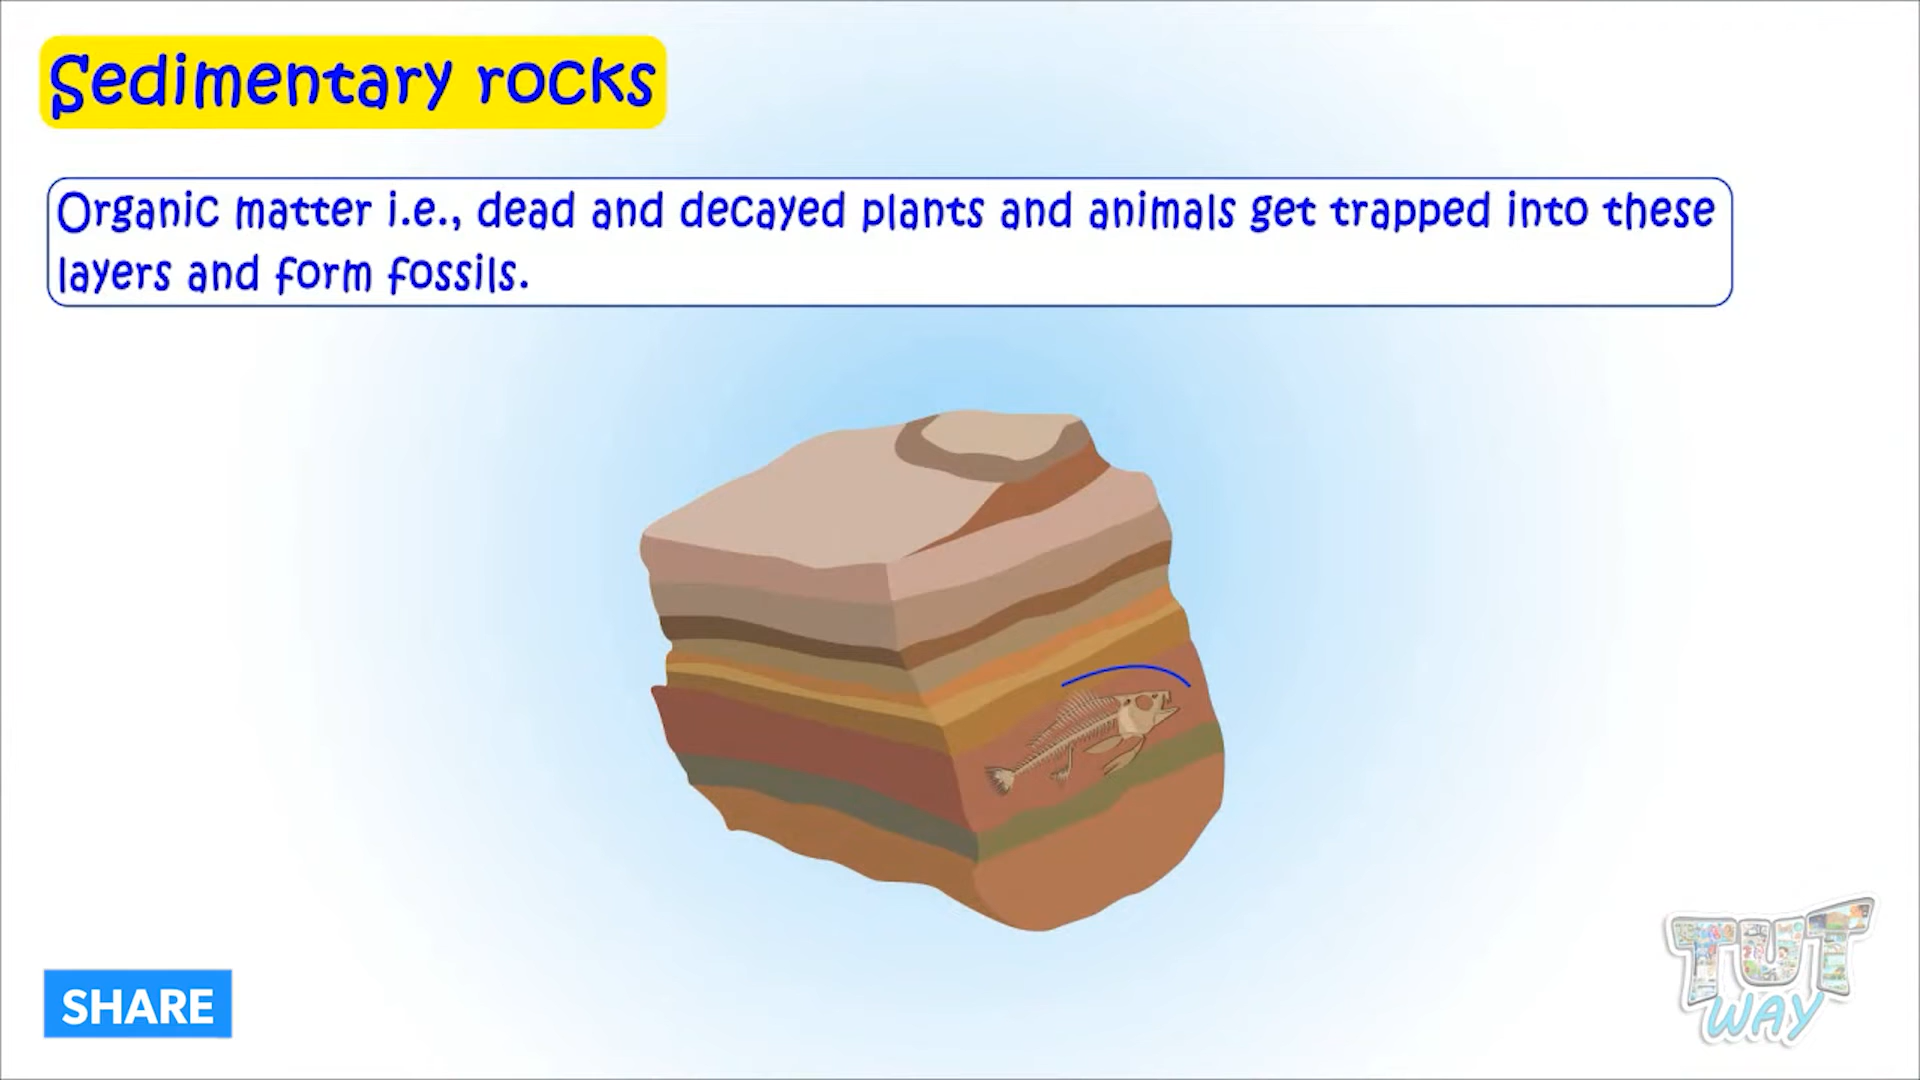 Sedimentary rocks
Organic matter i.e., dead and decayed plants and animals get trapped into these
layers and form fossils.
SHARE
TUT
WAY